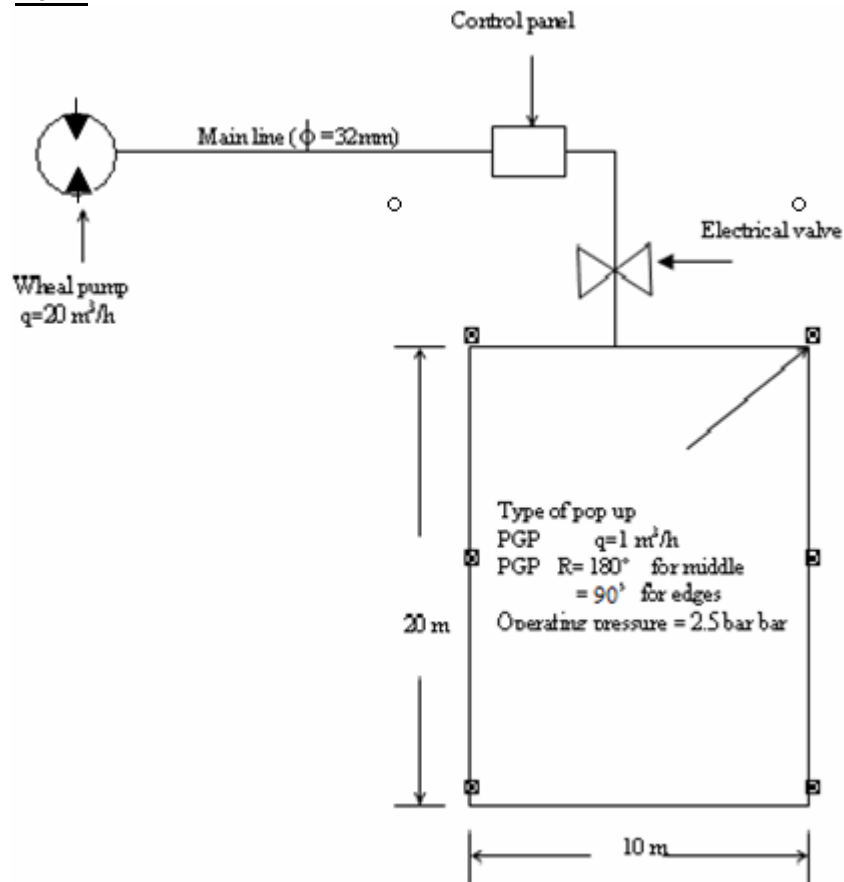 Control panel
Main line (ϕ =32mm)
Electrical valve
Wheal pump
q=20 m³/h
Type of pop up
PGP q=1 m³/h
PGP R= 180° for middle
= 90° for edges
Operating pressure = 2.5 bar bar
20 m
10 m